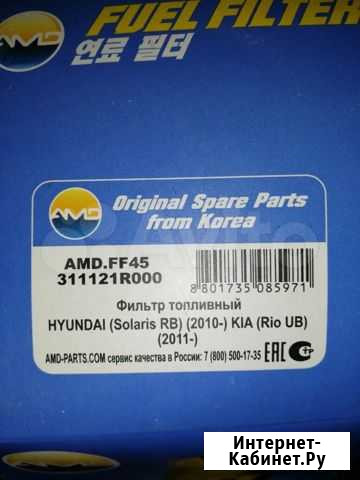 AMD
FUEL FILTER
연료 필터
AMD
Original Spare Parts
from Korea
AMD.FF45
311121R000
8 801735 085971
Фильтр топливный
HYUNDAI (Solaris RB) (2010-) KIA (Rio UB)
(2011-)
AMD-PARTS.COM сервис качества в России: 7 (800) 500-17-35
EAC
Avito
Интернет-
Кабинет.Ру